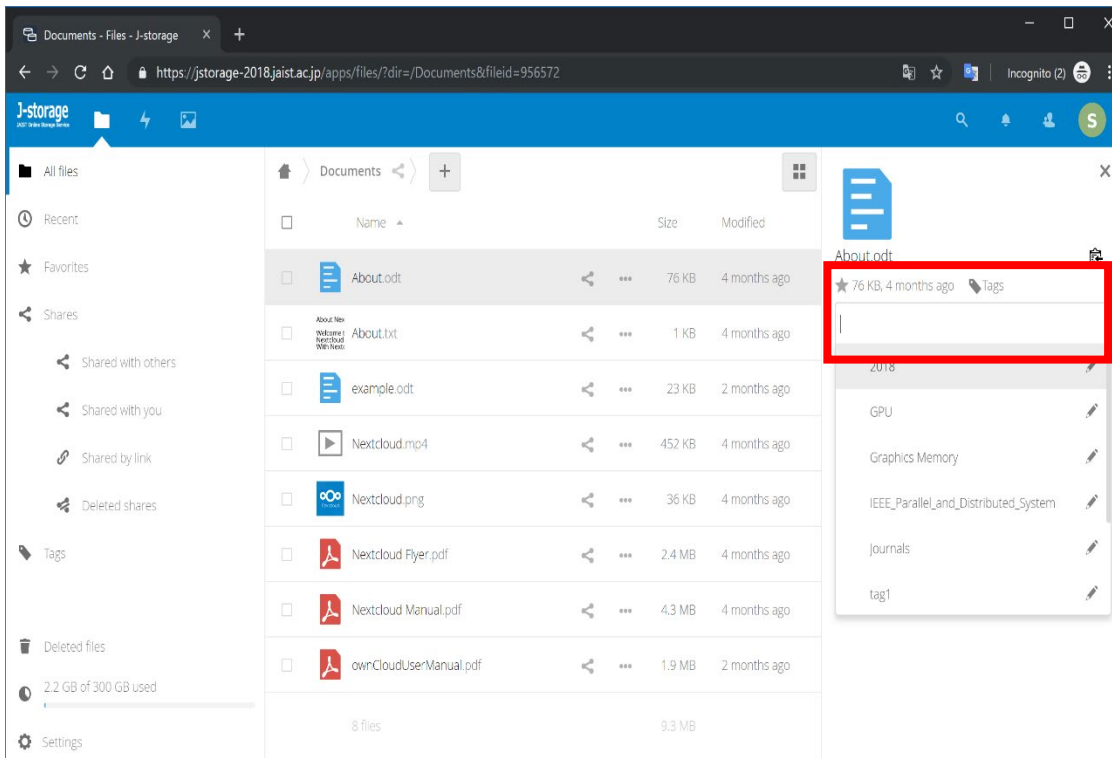 Documents - Files - J-storage
https://jstorage-2018.jaist.ac.jp/apps/files/?dir=/Documents&fileid=956572
Incognito (2)
J-storage
JAIST Online Storage Service
S
All files
Recent
Favorites
Shares
Shared with others
Shared with you
Shared by link
Deleted shares
Tags
Deleted files
2.2 GB of 300 GB used
Settings
Documents
+
Name Size Modified
About.odt 76 KB 4 months ago
About.txt 1 KB 4 months ago
example.odt 23 KB 2 months ago
Nextcloud.mp4 452 KB 4 months ago
Nextcloud.png 36 KB 4 months ago
Nextcloud Flyer.pdf 2.4 MB 4 months ago
Nextcloud Manual.pdf 4.3 MB 4 months ago
ownCloudUserManual.pdf 1.9 MB 2 months ago
8 files 9.3 MB
About.odt
76 KB, 4 months ago Tags
2018
GPU
Graphics Memory
IEEE_Parallel_and_Distributed_System
Journals
tag1